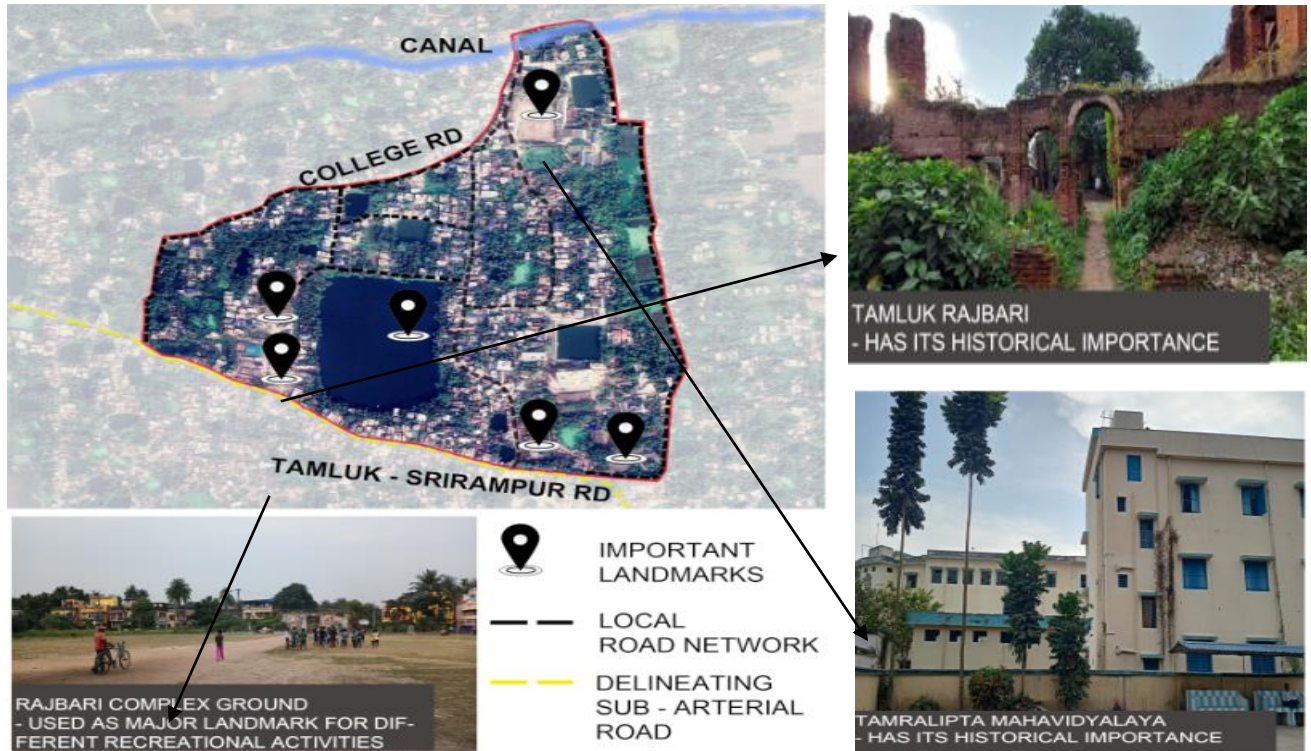 CANAL
COLLEGE RD
TAMLUK - SRIRAMPUR RD
TAMLUK RAJBARI
- HAS ITS HISTORICAL IMPORTANCE
RAJBARI COMPLEX GROUND
- USED AS MAJOR LANDMARK FOR DIF-
FERENT RECREATIONAL ACTIVITIES
IMPORTANT
LANDMARKS
LOCAL
ROAD NETWORK
DELINEATING
SUB - ARTERIAL
ROAD
TAMRALIPTA MAHAVIDYALAYA
- HAS ITS HISTORICAL IMPORTANCE